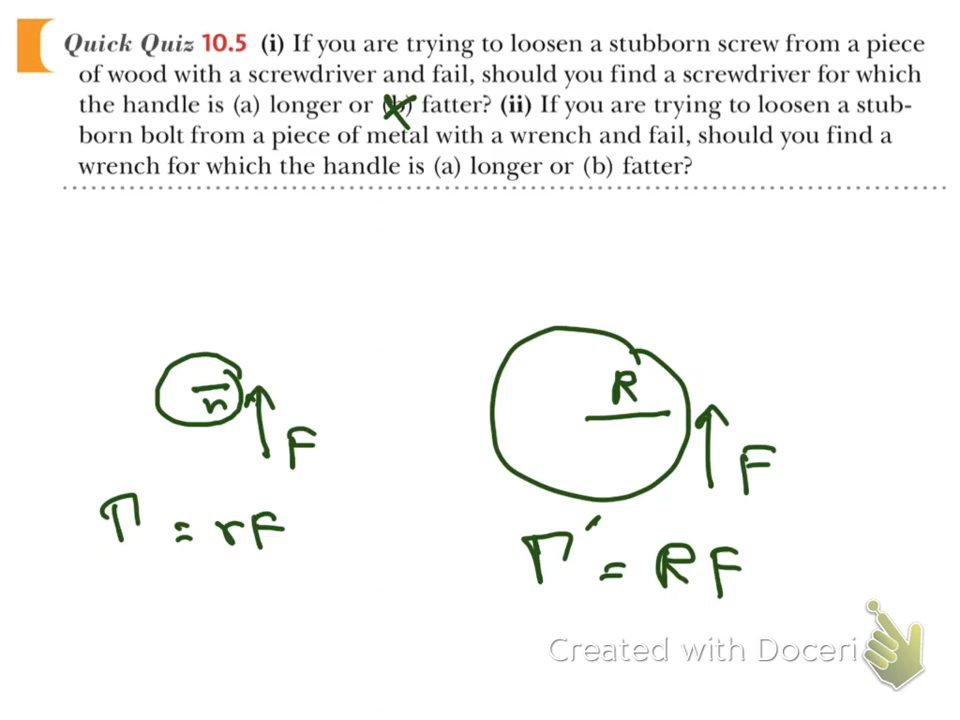 Quick Quiz 10.5 (i) If you are trying to loosen a stubborn screw from a piece
of wood with a screwdriver and fail, should you find a screwdriver for which
the handle is (a) longer or (b) fatter? (ii) If you are trying to loosen a stub-
born bolt from a piece of metal with a wrench and fail, should you find a
wrench for which the handle is (a) longer or (b) fatter?
r
F
R
F
τ = rF
τ' = RF
Created with Doceri